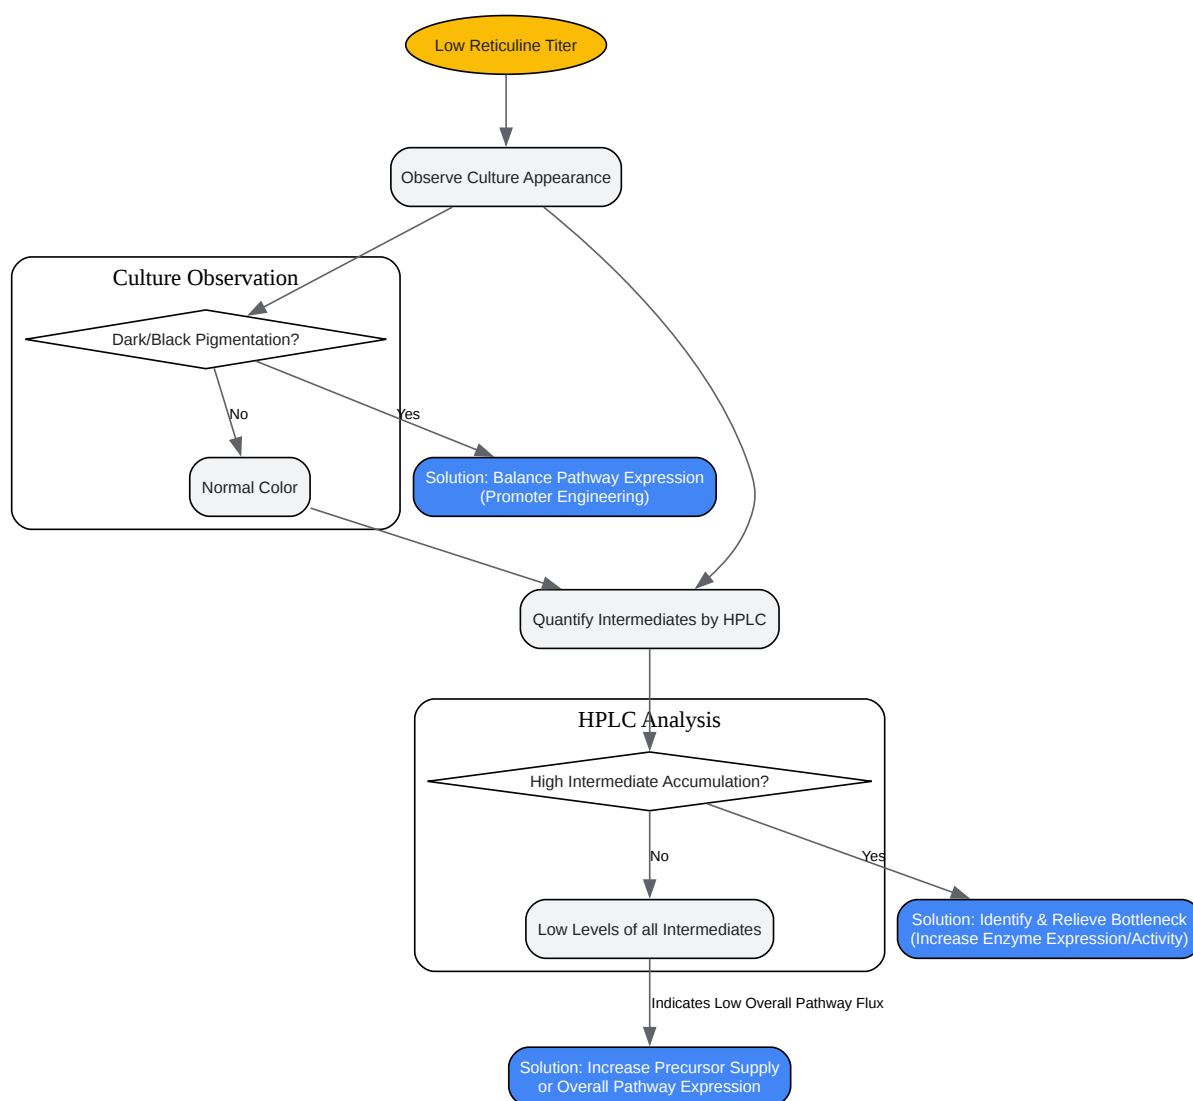 Low Reticuline Titer
Observe Culture Appearance
Culture Observation
Dark/Black Pigmentation?
No
Yes
Normal Color
Solution: Balance Pathway Expression
(Promoter Engineering)
Quantify Intermediates by HPLC
HPLC Analysis
High Intermediate Accumulation?
No
Yes
Low Levels of all Intermediates
Solution: Identify & Relieve Bottleneck
(Increase Enzyme Expression/Activity)
Indicates Low Overall Pathway Flux
Solution: Increase Precursor Supply
or Overall Pathway Expression